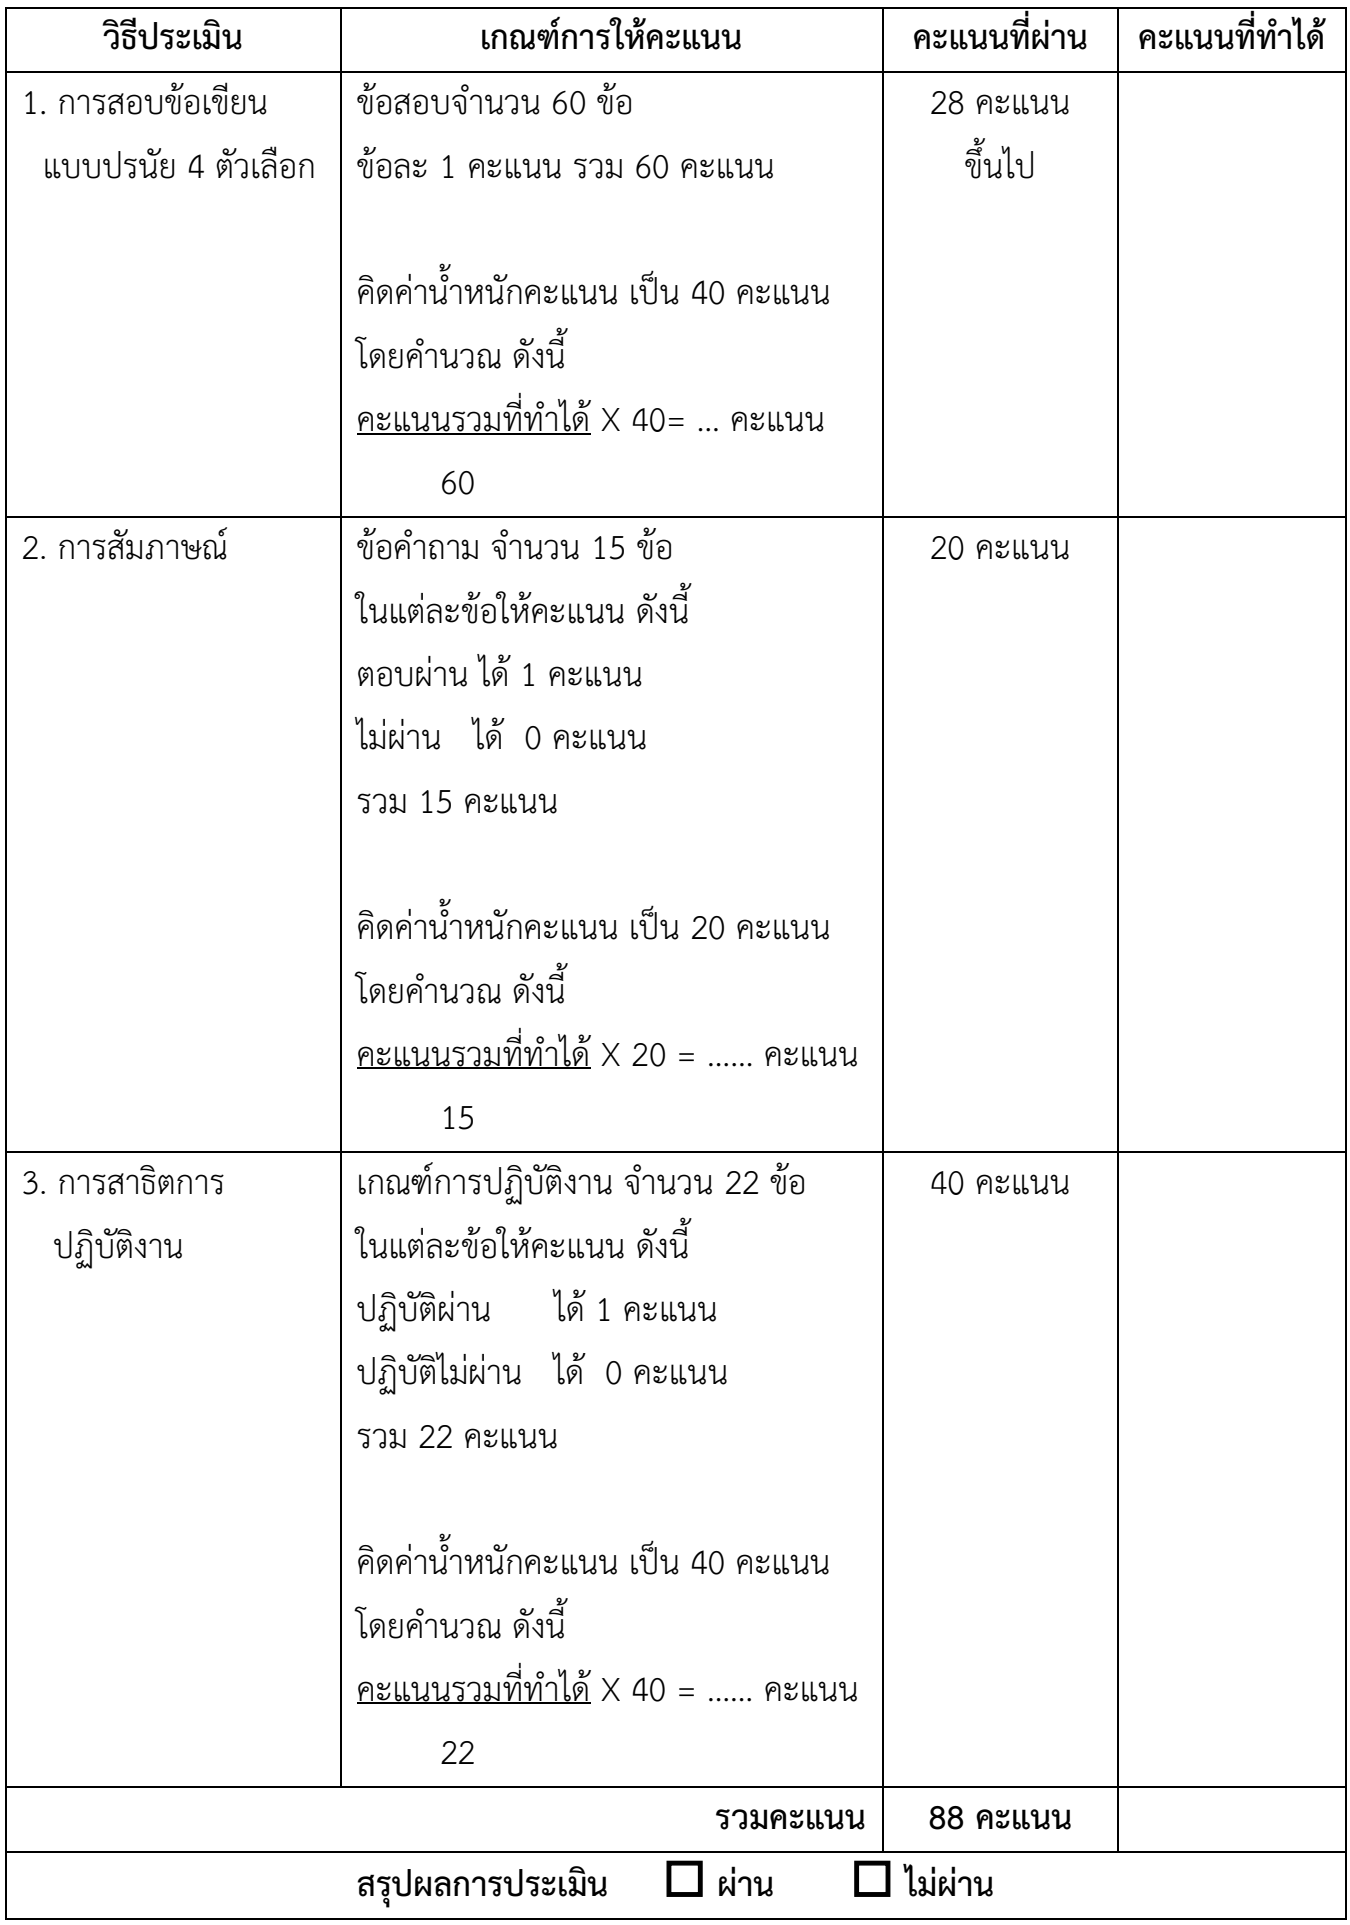 วิธีประเมิน เกณฑ์การให้คะแนน คะแนนที่ผ่าน คะแนนที่ทำได้
1. การสอบข้อเขียน ข้อสอบจำนวน 60 ข้อ 28 คะแนน
แบบปรนัย 4 ตัวเลือก ข้อละ 1 คะแนน รวม 60 คะแนน ขึ้นไป
คิดค่าน้ำหนักคะแนน เป็น 40 คะแนน
โดยคำนวณ ดังนี้
คะแนนรวมที่ทำได้ X 40= ... คะแนน
60
2. การสัมภาษณ์ ข้อคำถาม จำนวน 15 ข้อ 20 คะแนน
ในแต่ละข้อให้คะแนน ดังนี้
ตอบผ่าน ได้ 1 คะแนน
ไม่ผ่าน ได้ 0 คะแนน
รวม 15 คะแนน
คิดค่าน้ำหนักคะแนน เป็น 20 คะแนน
โดยคำนวณ ดังนี้
คะแนนรวมที่ทำได้ X 20 = ...... คะแนน
15
3. การสาธิตการ เกณฑ์การปฏิบัติงาน จำนวน 22 ข้อ 40 คะแนน
ปฏิบัติงาน ในแต่ละข้อให้คะแนน ดังนี้
ปฏิบัติผ่าน ได้ 1 คะแนน
ปฏิบัติไม่ผ่าน ได้ 0 คะแนน
รวม 22 คะแนน
คิดค่าน้ำหนักคะแนน เป็น 40 คะแนน
โดยคำนวณ ดังนี้
คะแนนรวมที่ทำได้ X 40 = ...... คะแนน
22
รวมคะแนน 88 คะแนน
สรุปผลการประเมิน ☐ ผ่าน ☐ ไม่ผ่าน